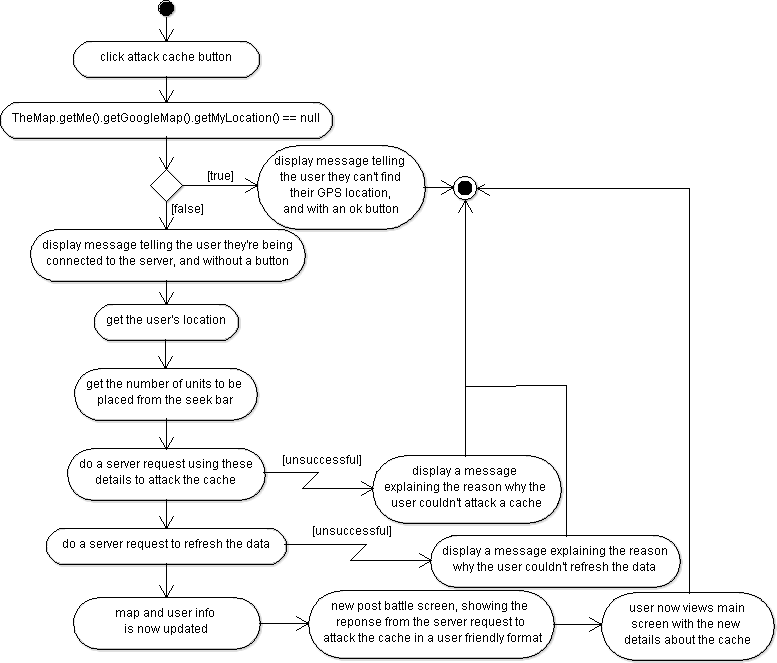 click attack cache button
TheMap.getMe().getGoogleMap().getMyLocation() == null
[true]
display message telling
the user they can't find
their GPS location,
and with an ok button
[false]
display message telling the user they're being
connected to the server, and without a button
get the user's location
get the number of units to be
placed from the seek bar
do a server request using these
details to attack the cache
[unsuccessful]
display a message
explaining the reason why the
user couldn't attack a cache
do a server request to refresh the data
[unsuccessful]
display a message explaining the reason
why the user couldn't refresh the data
map and user info
is now updated
new post battle screen, showing the
reponse from the server request to
attack the cache in a user friendly format
user now views main
screen with the new
details about the cache